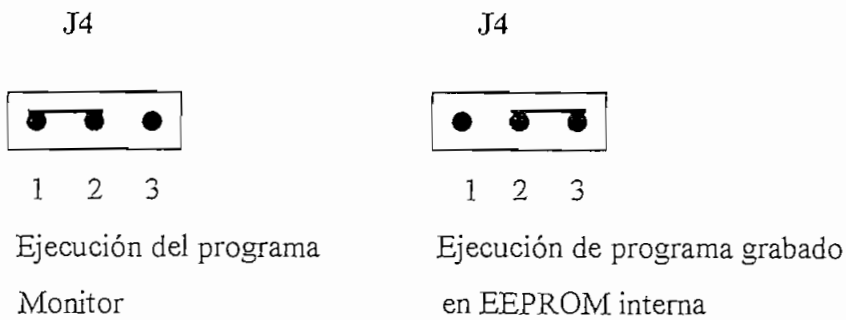 J4
1 2 3
Ejecución del programa
Monitor
J4
1 2 3
Ejecución de programa grabado
en EEPROM interna